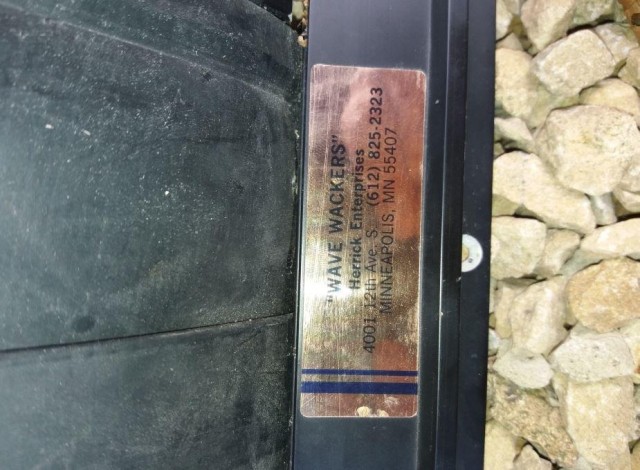 "WAVE WACKERS"
Herrick Enterprises
4001 12th Ave. S. (612) 825-2323
MINNEAPOLIS, MN 55407